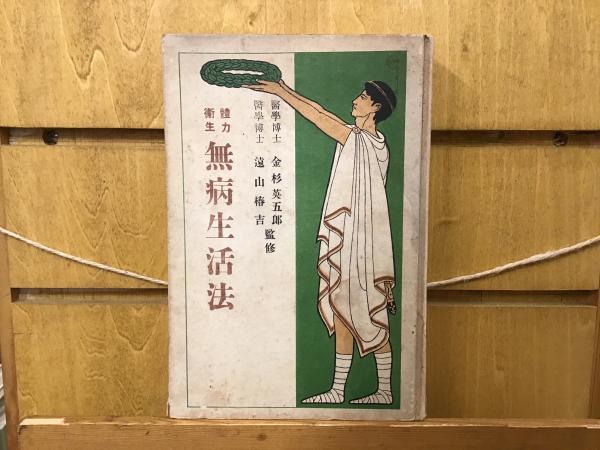 醫學博士 金杉英五郎
醫學博士 遠山椿吉
監修
體力
衞生
無病生活法